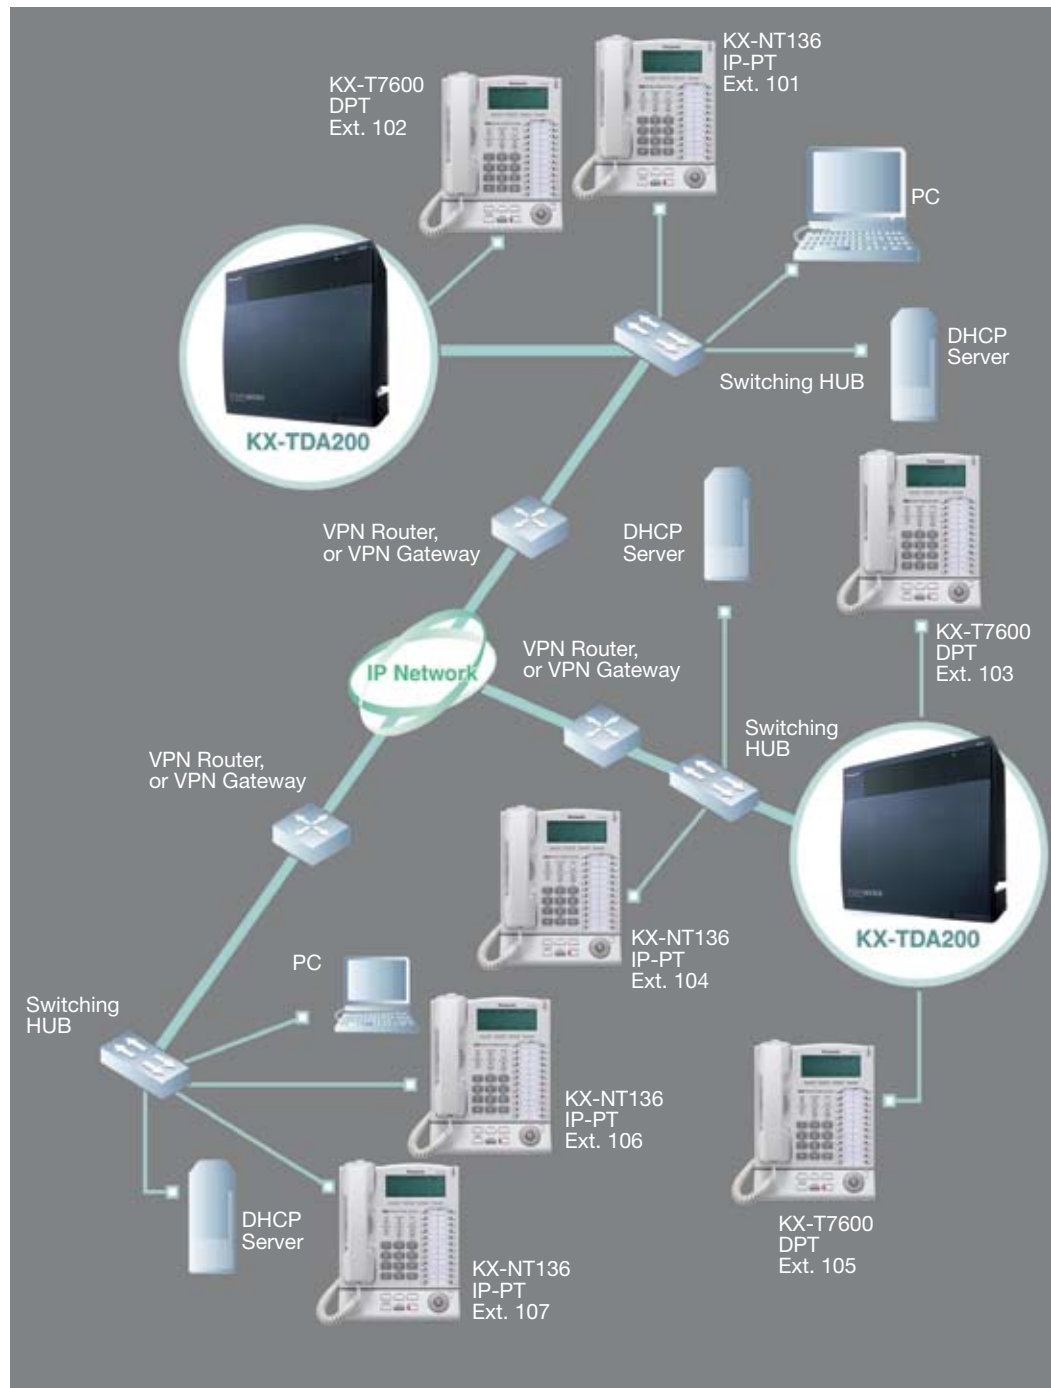 KX-NT136
IP-PT
Ext. 101
KX-T7600
DPT
Ext. 102
PC
DHCP
Server
Switching HUB
KX-TDA200
VPN Router,
or VPN Gateway
DHCP
Server
KX-T7600
DPT
Ext. 103
IP Network
VPN Router,
or VPN Gateway
Switching
HUB
VPN Router,
or VPN Gateway
KX-TDA200
KX-NT136
IP-PT
Ext. 104
PC
Switching
HUB
KX-NT136
IP-PT
Ext. 106
DHCP
Server
KX-T7600
DPT
Ext. 105
KX-NT136
IP-PT
Ext. 107